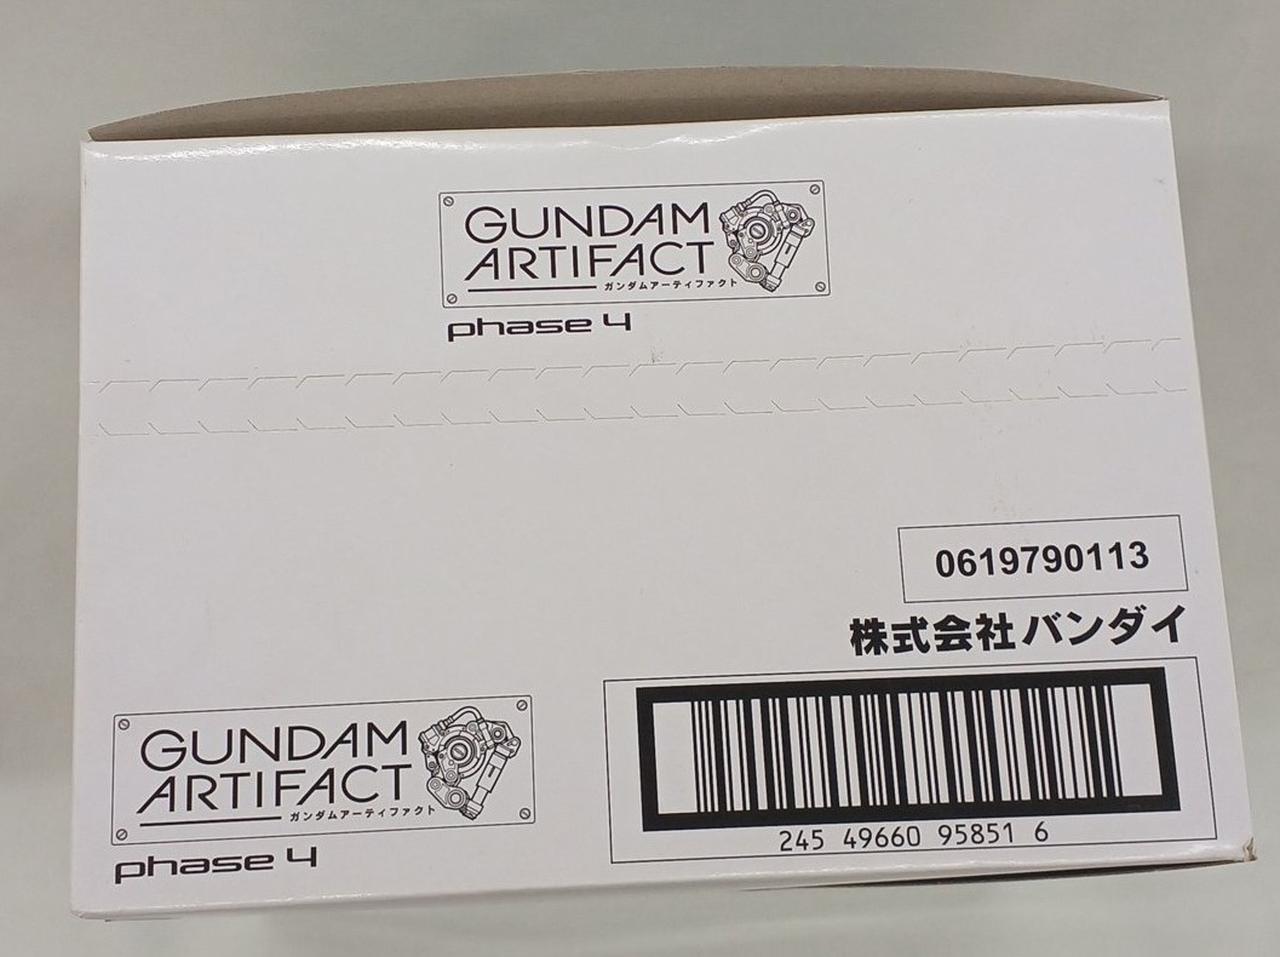 GUNDAM
ARTIFACT
ガンダムアーティファクト
phase 4
0619790113
株式会社バンダイ
GUNDAM
ARTIFACT
ガンダムアーティファクト
phase 4
245 49660 95851 6